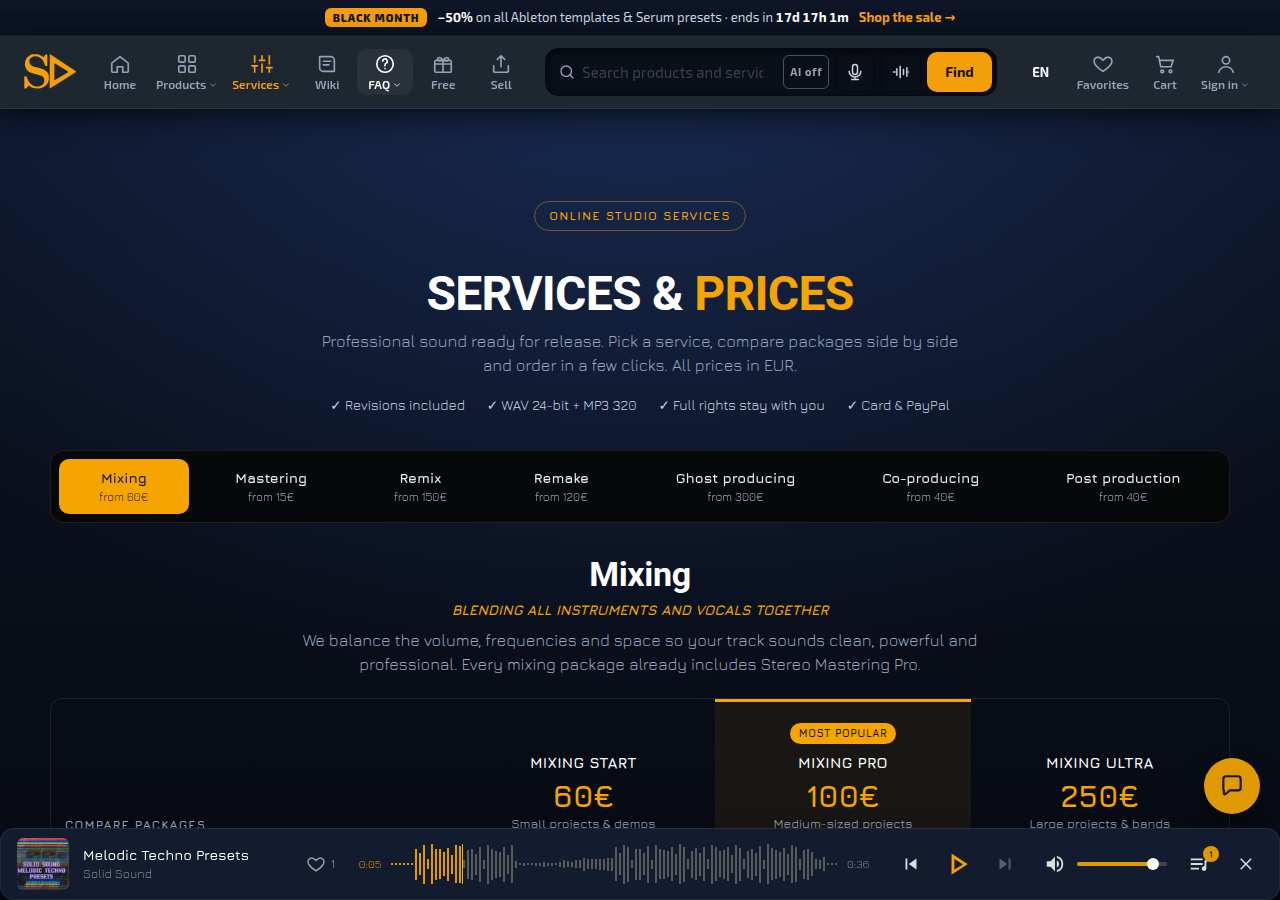 BLACK MONTH −50% on all Ableton templates & Serum presets · ends in 17d 17h 1m Shop the sale →
SD
Home
Products
Services
Wiki
FAQ
Free
Sell
Search products and servic
AI off
Find
EN
Favorites
Cart
Sign in
ONLINE STUDIO SERVICES
SERVICES & PRICES
Professional sound ready for release. Pick a service, compare packages side by side
and order in a few clicks. All prices in EUR.
✓ Revisions included ✓ WAV 24-bit + MP3 320 ✓ Full rights stay with you ✓ Card & PayPal
Mixing
from 60€
Mastering
from 15€
Remix
from 150€
Remake
from 120€
Ghost producing
from 300€
Co-producing
from 40€
Post production
from 40€
Mixing
BLENDING ALL INSTRUMENTS AND VOCALS TOGETHER
We balance the volume, frequencies and space so your track sounds clean, powerful and
professional. Every mixing package already includes Stereo Mastering Pro.
COMPARE PACKAGES
MIXING START
60€
Small projects & demos
MOST POPULAR
MIXING PRO
100€
Medium-sized projects
MIXING ULTRA
250€
Large projects & bands
SOLID SOUND
MELODIC TECHNO
PRESETS
Melodic Techno Presets
Solid Sound
1
0:05
0:36
1